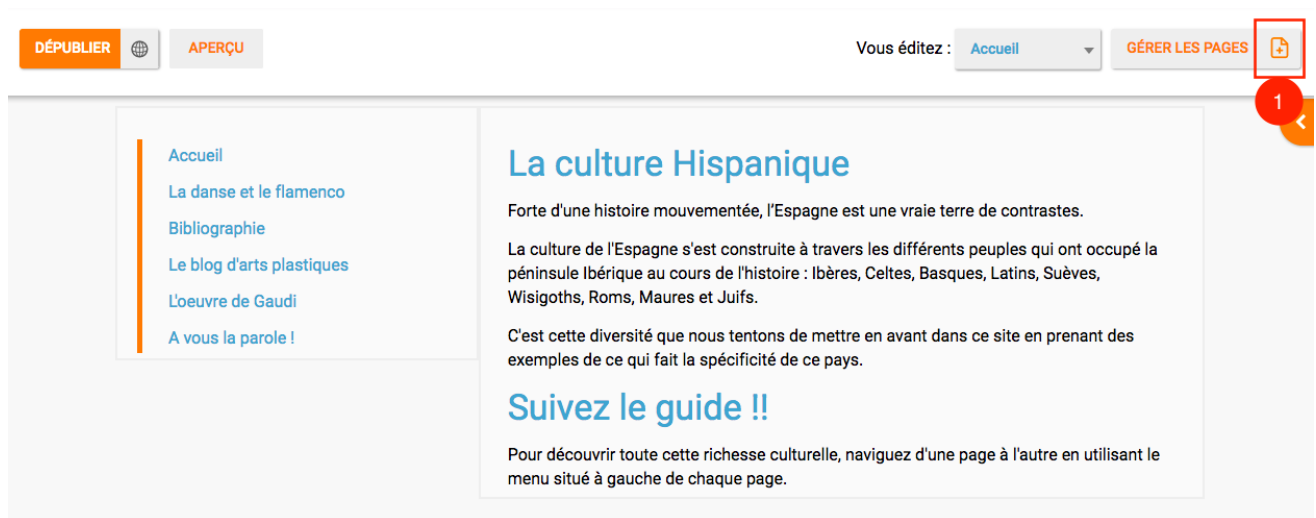 DÉPUBLIER APERÇU Vous éditez : Accueil GÉRER LES PAGES
1
Accueil
La danse et le flamenco
Bibliographie
Le blog d'arts plastiques
L'oeuvre de Gaudi
A vous la parole !
La culture Hispanique
Forte d'une histoire mouvementée, l'Espagne est une vraie terre de contrastes.
La culture de l'Espagne s'est construite à travers les différents peuples qui ont occupé la
péninsule Ibérique au cours de l'histoire : Ibères, Celtes, Basques, Latins, Suèves,
Wisigoths, Roms, Maures et Juifs.
C'est cette diversité que nous tentons de mettre en avant dans ce site en prenant des
exemples de ce qui fait la spécificité de ce pays.
Suivez le guide !!
Pour découvrir toute cette richesse culturelle, naviguez d'une page à l'autre en utilisant le
menu situé à gauche de chaque page.